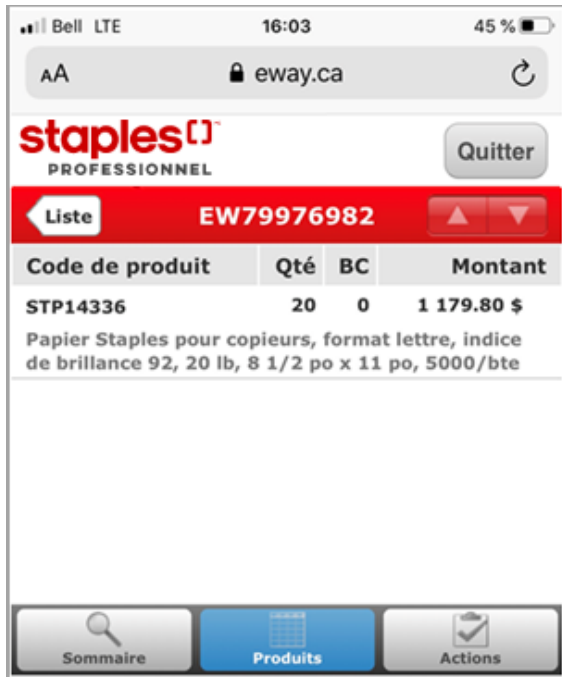 Bell LTE 16:03 45 %
AA eway.ca
staples
PROFESSIONNEL
Quitter
Liste EW79976982
Code de produit Qté BC Montant
STP14336 20 0 1 179.80 $
Papier Staples pour copieurs, format lettre, indice
de brillance 92, 20 lb, 8 1/2 po x 11 po, 5000/bte
Sommaire Produits Actions